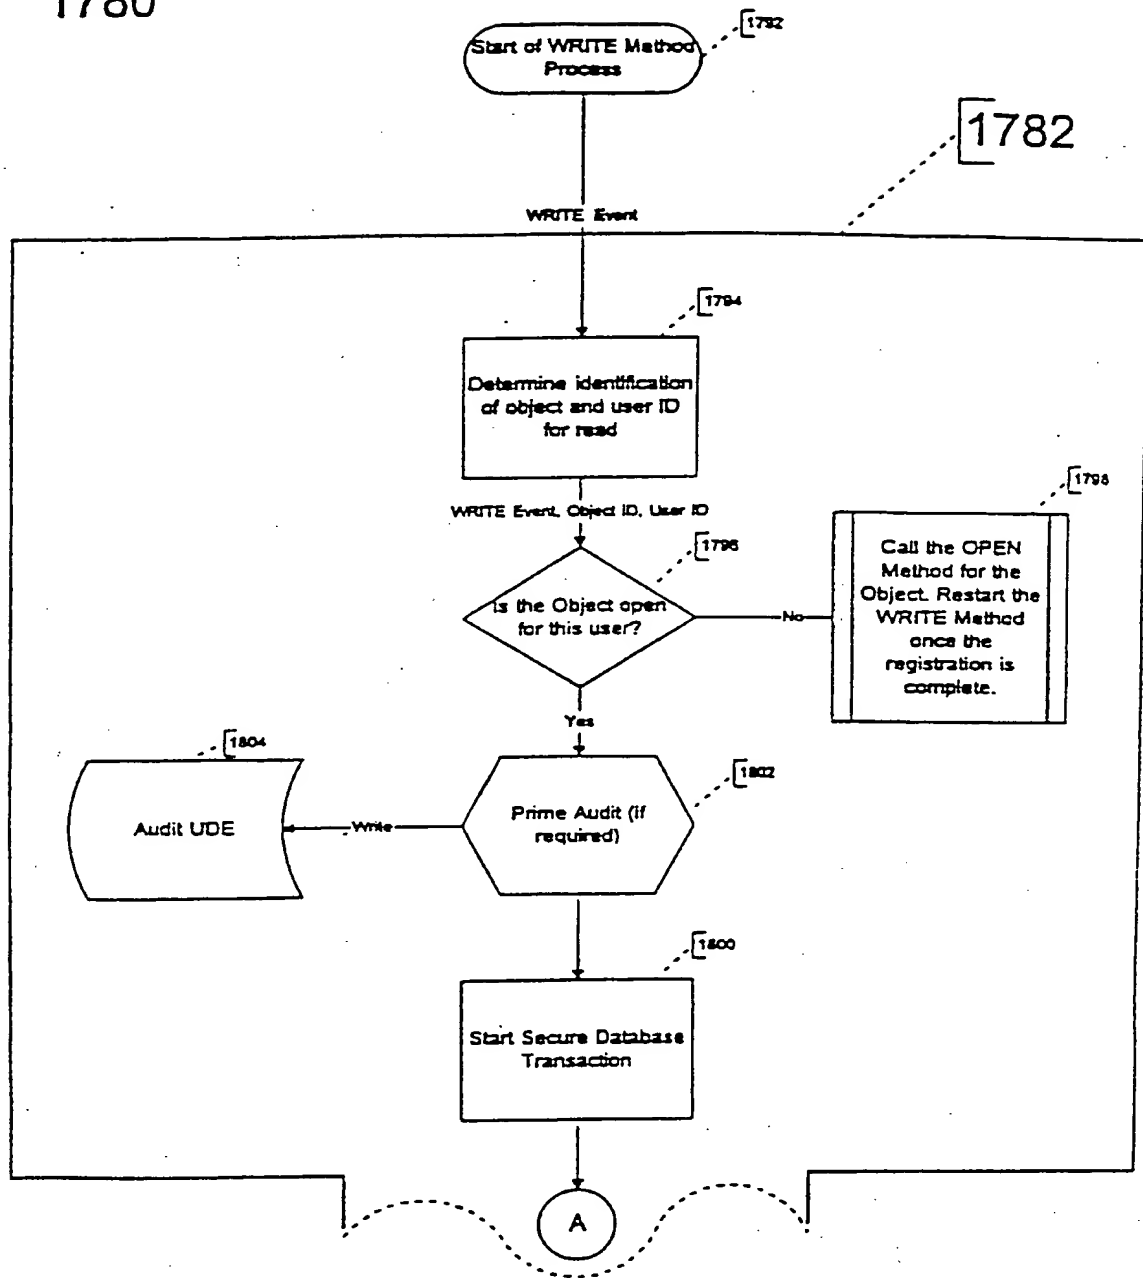 1780
1792
Start of WRITE Method
Process
1782
WRITE Event
1794
Determine identification
of object and user ID
for read
WRITE Event, Object ID, User ID
1796
1798
Is the Object open
for this user?
No
Call the OPEN
Method for the
Object. Restart the
WRITE Method
once the
registration is
complete.
Yes
1804
1802
Audit UDE
Write
Prime Audit (if
required)
1800
Start Secure Database
Transaction
A